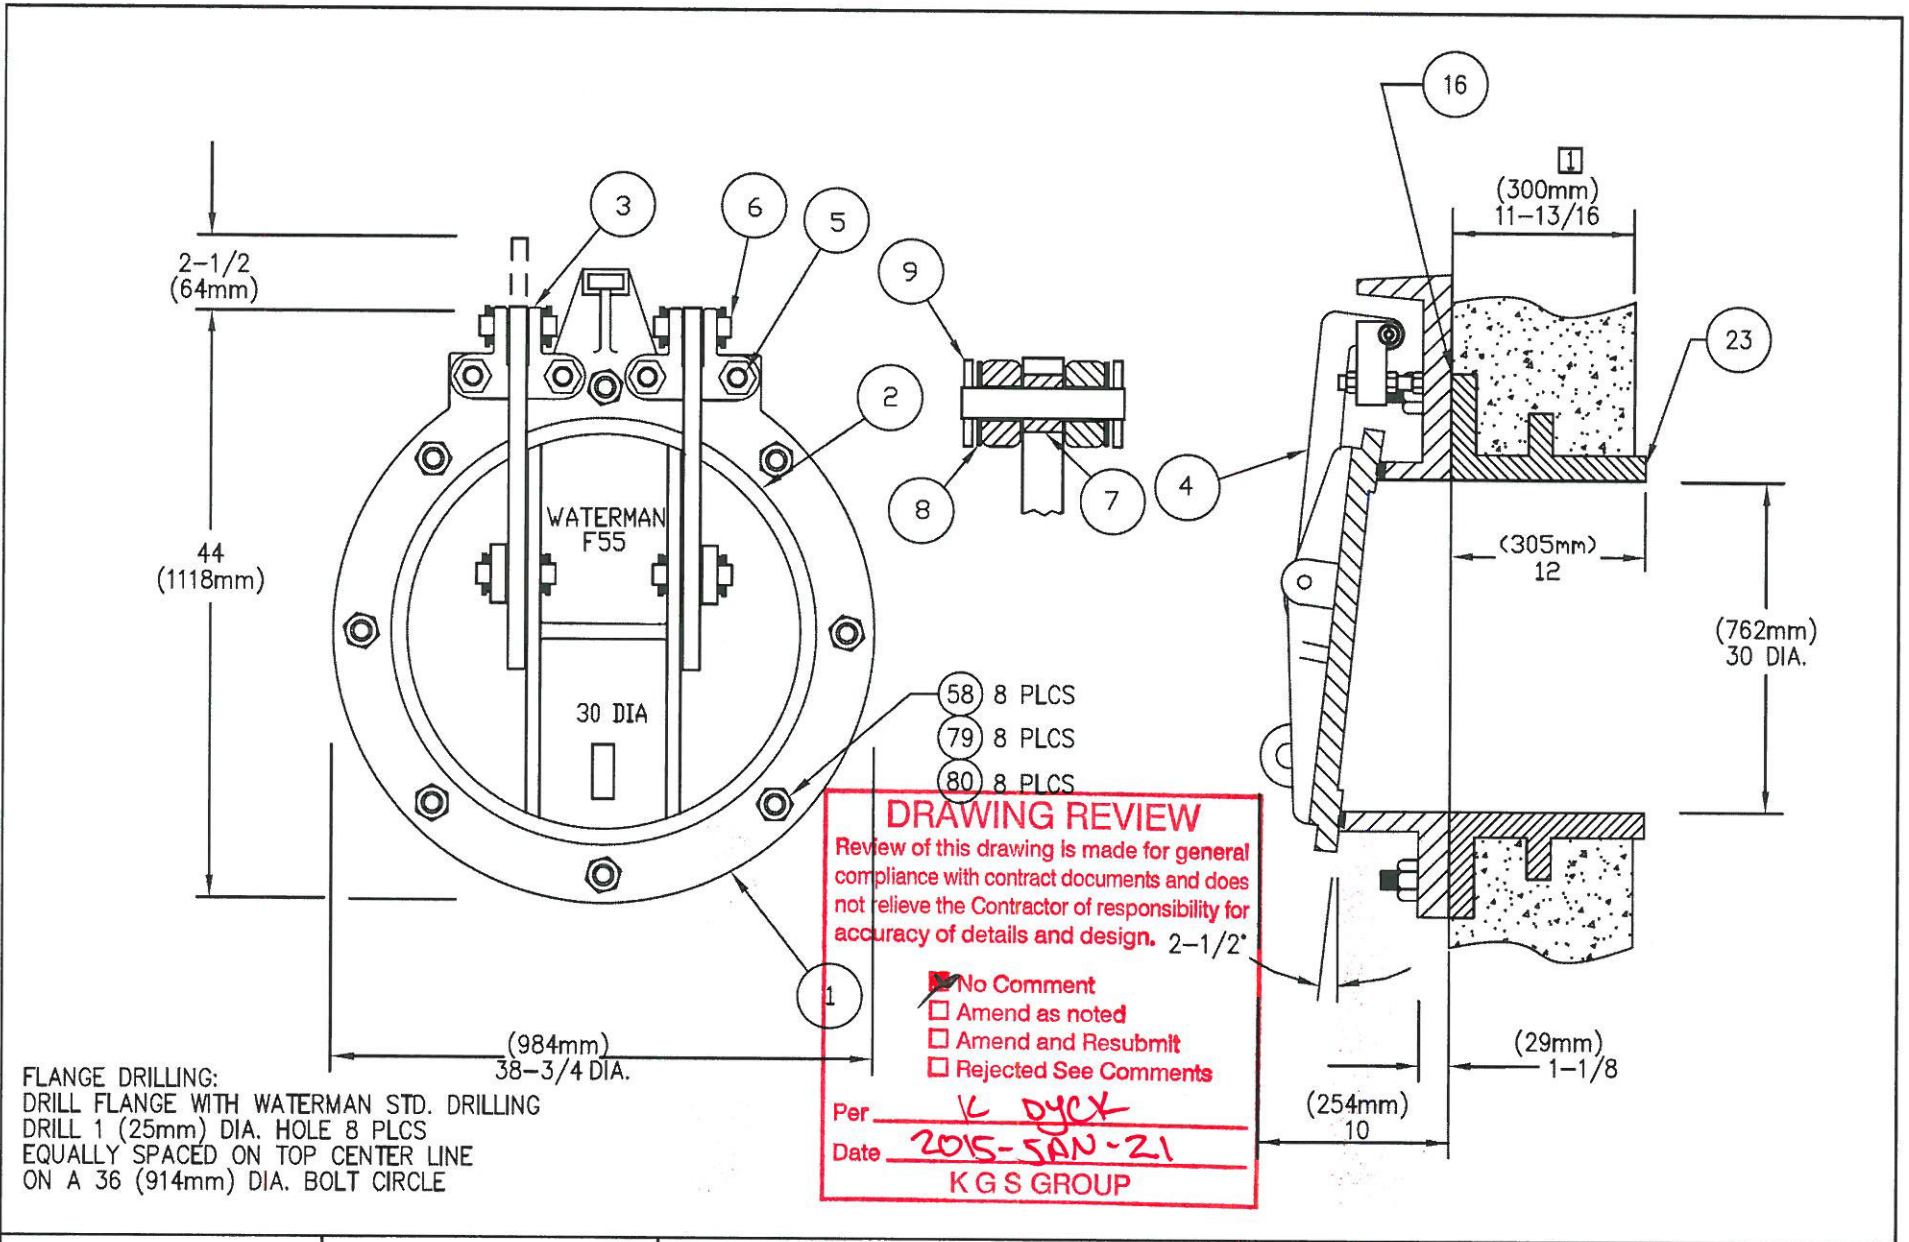 16
1
(300mm)
11-13/16
3
6
5
9
2-1/2
(64mm)
23
2
8
7
4
WATERMAN
F55
(305mm)
12
44
(1118mm)
(762mm)
30 DIA.
58 8 PLCS
30 DIA
79 8 PLCS
80 8 PLCS
DRAWING REVIEW
Review of this drawing is made for general
compliance with contract documents and does
not relieve the Contractor of responsibility for
accuracy of details and design.
2-1/2°
No Comment
1
Amend as noted
Amend and Resubmit
Rejected See Comments
(984mm)
38-3/4 DIA.
(29mm)
1-1/8
(254mm)
10
Per K DYCK
Date 2015-JAN-21
KGS GROUP
FLANGE DRILLING:
DRILL FLANGE WITH WATERMAN STD. DRILLING
DRILL 1 (25mm) DIA. HOLE 8 PLCS
EQUALLY SPACED ON TOP CENTER LINE
ON A 36 (914mm) DIA. BOLT CIRCLE